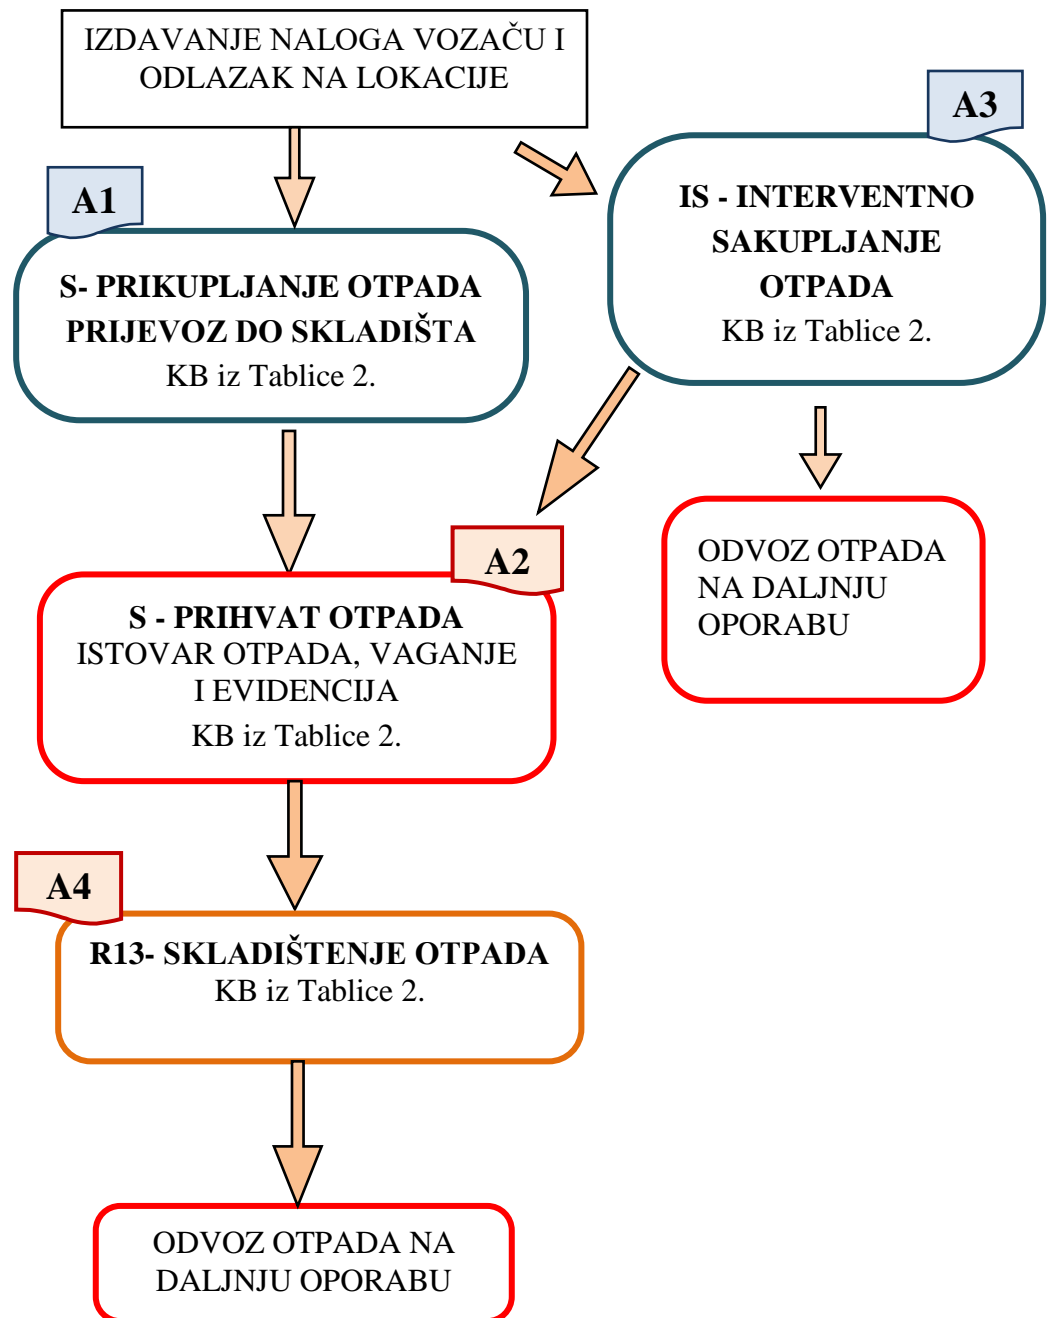 IZDAVANJE NALOGA VOZAČU I
ODLAZAK NA LOKACIJE
A3
IS - INTERVENTNO
SAKUPLJANJE
OTPADA
KB iz Tablice 2.
A1
S- PRIKUPLJANJE OTPADA
PRIJEVOZ DO SKLADIŠTA
KB iz Tablice 2.
ODVOZ OTPADA
NA DALJNJU
OPORABU
A2
S - PRIHVAT OTPADA
ISTOVAR OTPADA, VAGANJE
I EVIDENCIJA
KB iz Tablice 2.
A4
R13- SKLADIŠTENJE OTPADA
KB iz Tablice 2.
ODVOZ OTPADA NA
DALJNJU OPORABU